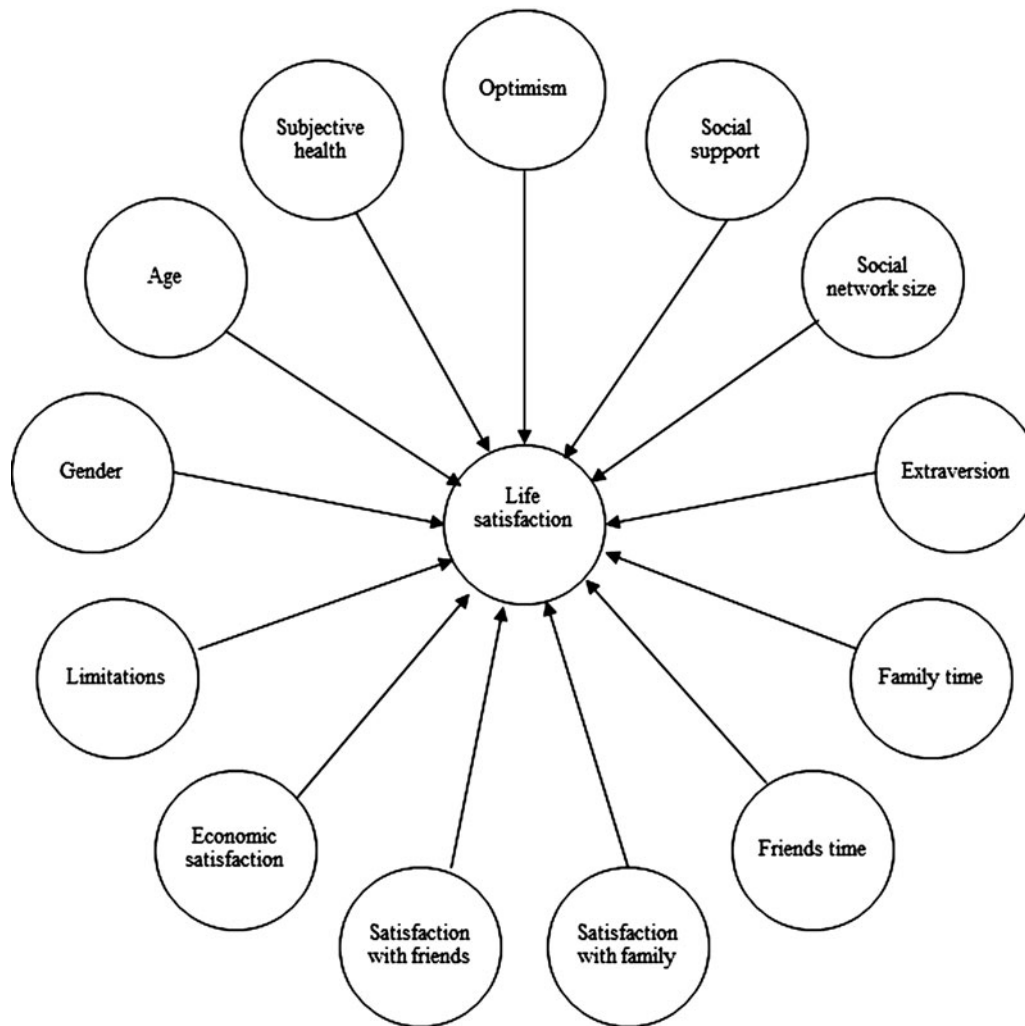 Optimism
Subjective
health
Social
support
Age
Social
network size
Gender
Life
satisfaction
Extraversion
Limitations
Family time
Economic
satisfaction
Friends time
Satisfaction
with friends
Satisfaction
with family